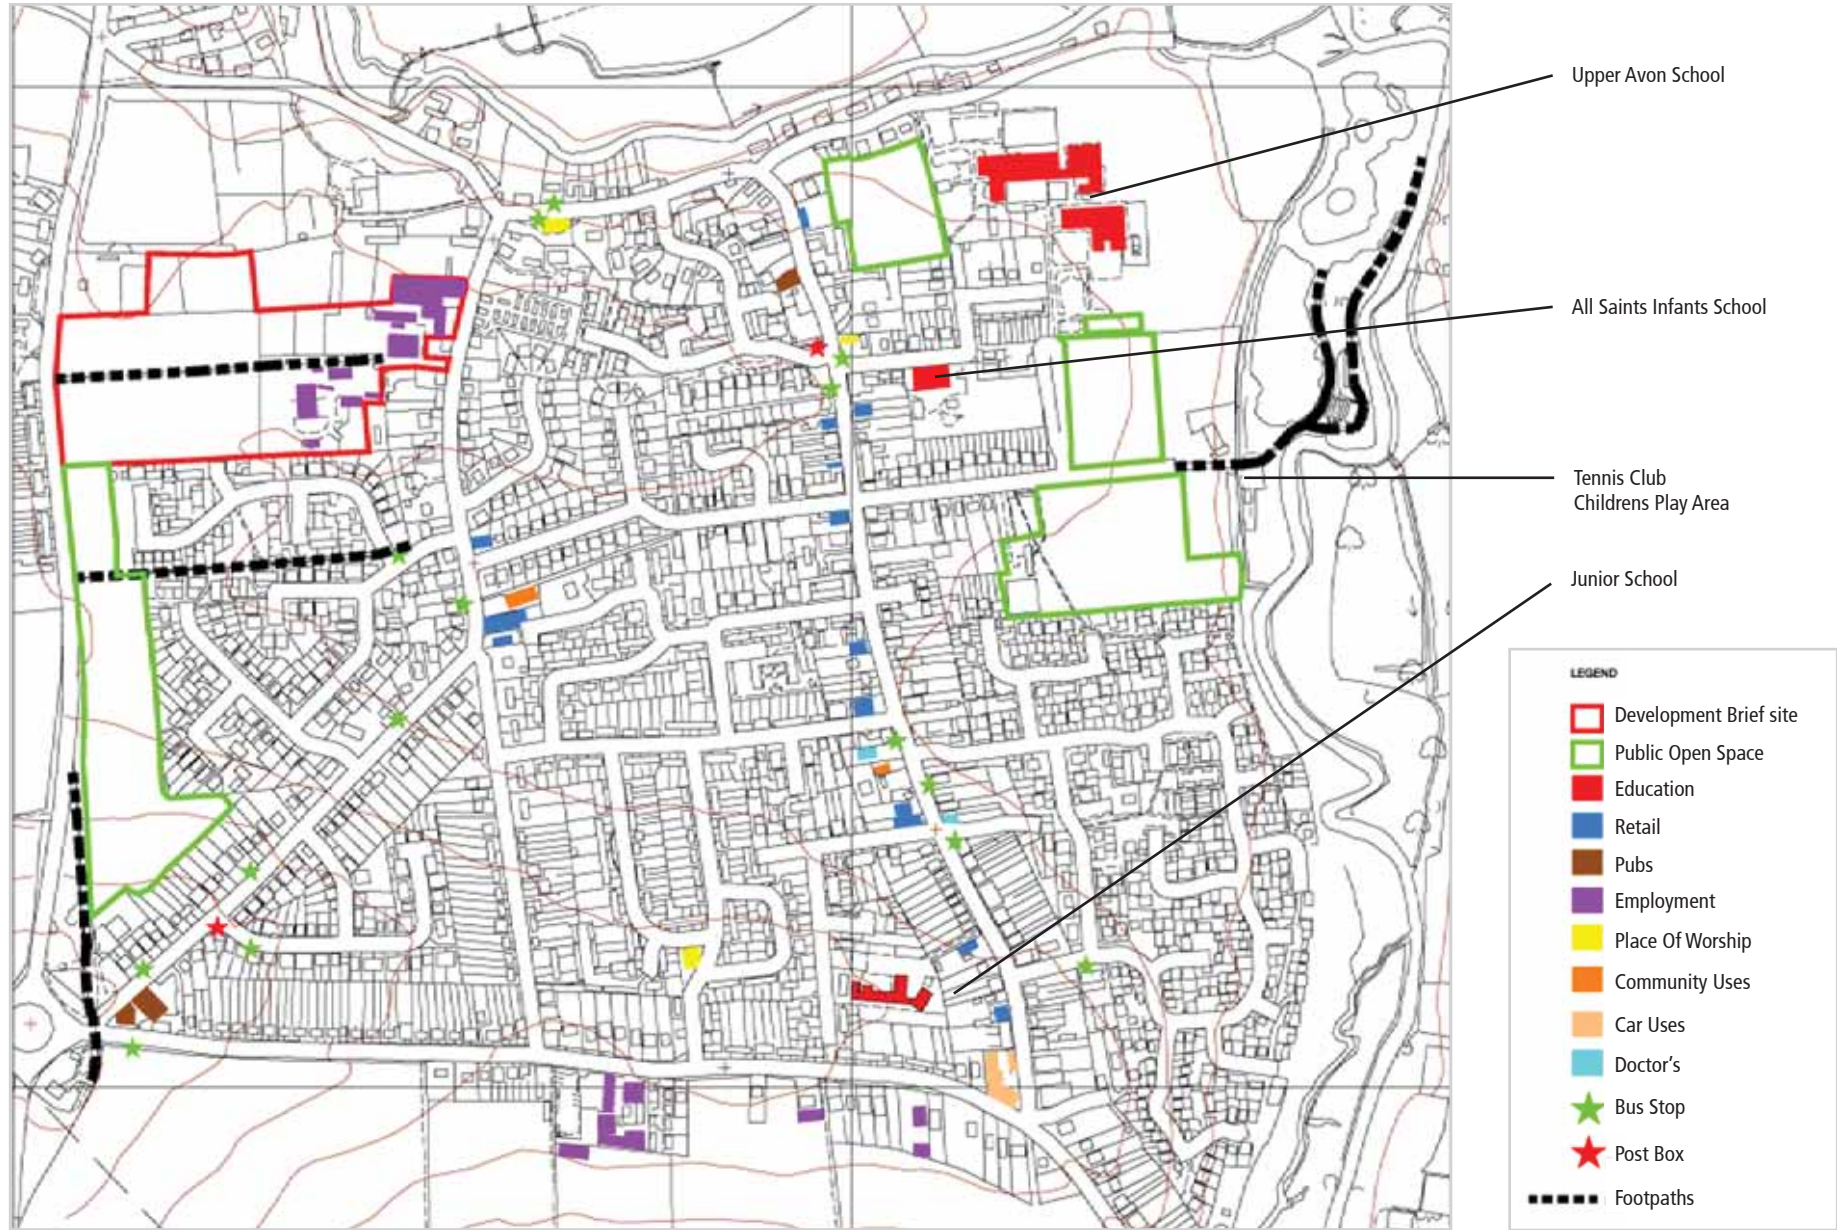 Upper Avon School
All Saints Infants School
Tennis Club
Childrens Play Area
Junior School
LEGEND
Development Brief site
Public Open Space
Education
Retail
Pubs
Employment
Place Of Worship
Community Uses
Car Uses
Doctor's
Bus Stop
Post Box
Footpaths